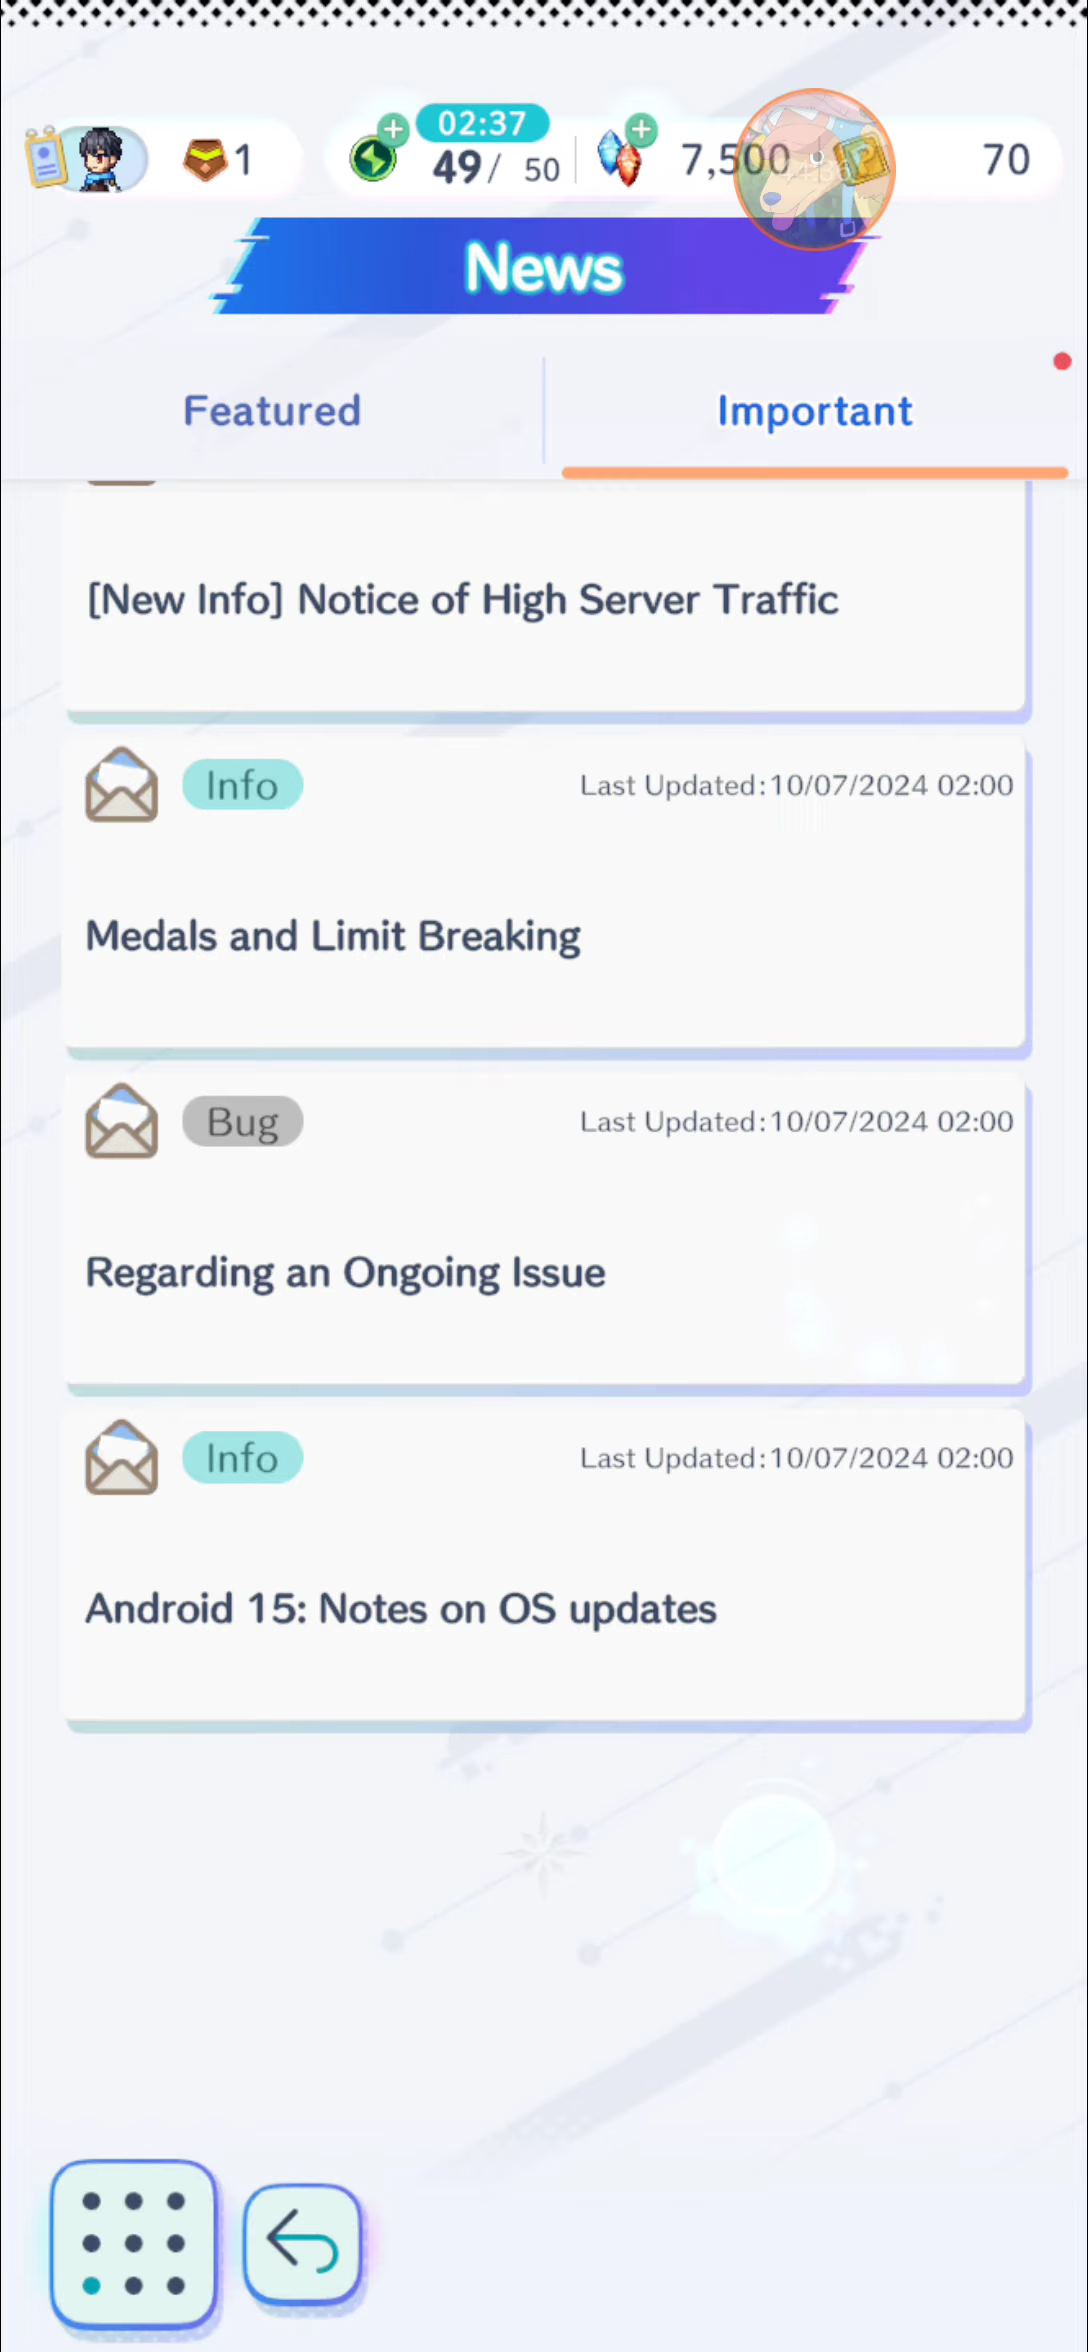 02:37
1
49/ 50
7,500
70
News
Featured
Important
[New Info] Notice of High Server Traffic
Info
Last Updated:10/07/2024 02:00
Medals and Limit Breaking
Bug
Last Updated:10/07/2024 02:00
Regarding an Ongoing Issue
Info
Last Updated:10/07/2024 02:00
Android 15: Notes on OS updates